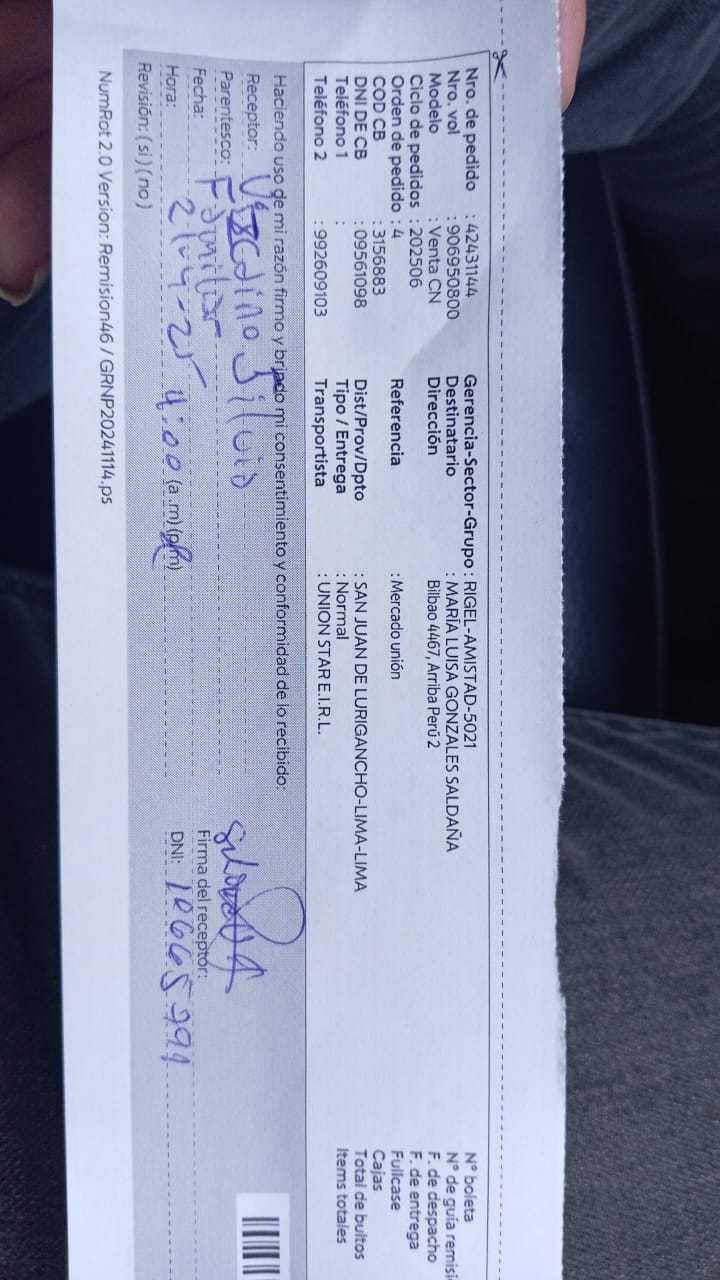 Nro. de pedido : 42431144 Gerencia-Sector-Grupo : RIGEL-AMISTAD-5021 N° boleta
Nro. vol : 906950800 Destinatario : MARÍA LUISA GONZALES SALDAÑA N° de guía remisi
Modelo : Venta CN Dirección Bilbao 4467, Arriba Perú 2 F. de despacho
Ciclo de pedidos : 202506 F. de entrega
Orden de pedido : 4 Referencia : Mercado unión Fullcase
COD CB : 3156883 Cajas
DNI DE CB : 09561098 Dist/Prov/Dpto : SAN JUAN DE LURIGANCHO-LIMA-LIMA Total de bultos
Teléfono 1 : Tipo / Entrega : Normal Items totales
Teléfono 2 : 992609103 Transportista : UNION STAR E.I.R.L.
Haciendo uso de mi razón firmo y brindo mi consentimiento y conformidad de lo recibido:
Receptor: Silvia
Parentesco: Familiar
Firma del receptor:
Fecha: 21-04-25
DNI:
Hora: 4:00 (a.m) (p.m)
Revisión: ( si ) ( no )
NumRot 2.0 Version: Remision46 / GRNP20241114.ps